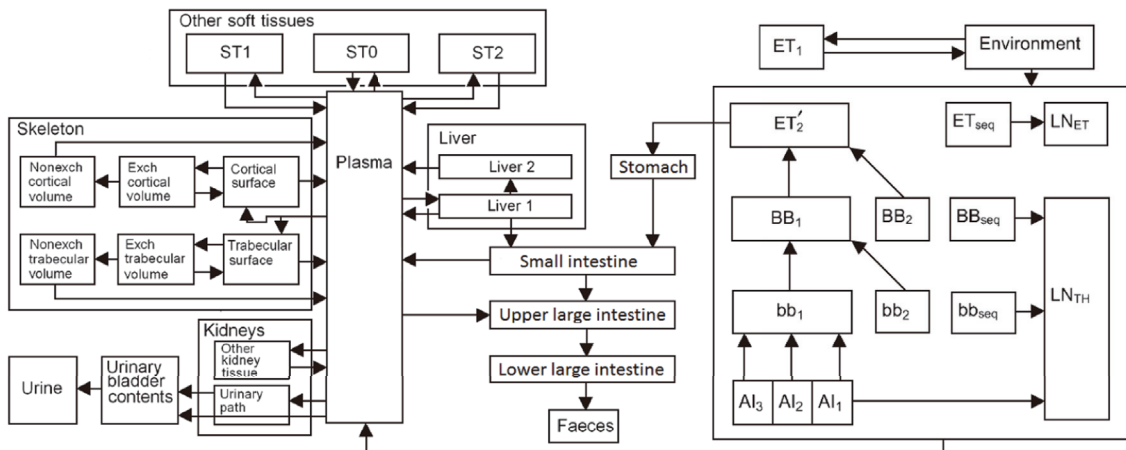 Other soft tissues
ST1
ST0
ST2
Skeleton
Nonexch
cortical
volume
Exch
cortical
volume
Cortical
surface
Nonexch
trabecular
volume
Exch
trabecular
volume
Trabecular
surface
Plasma
Liver
Liver 2
Liver 1
Kidneys
Other
kidney
tissue
Urinary
path
Urinary
bladder
contents
Urine
Stomach
Small intestine
Upper large intestine
Lower large intestine
Faeces
ET₁
Environment
ET₂′
ETseq
LNET
BB₁
BB₂
BBseq
LNTH
bb₁
bb₂
bbseq
AI₃
AI₂
AI₁